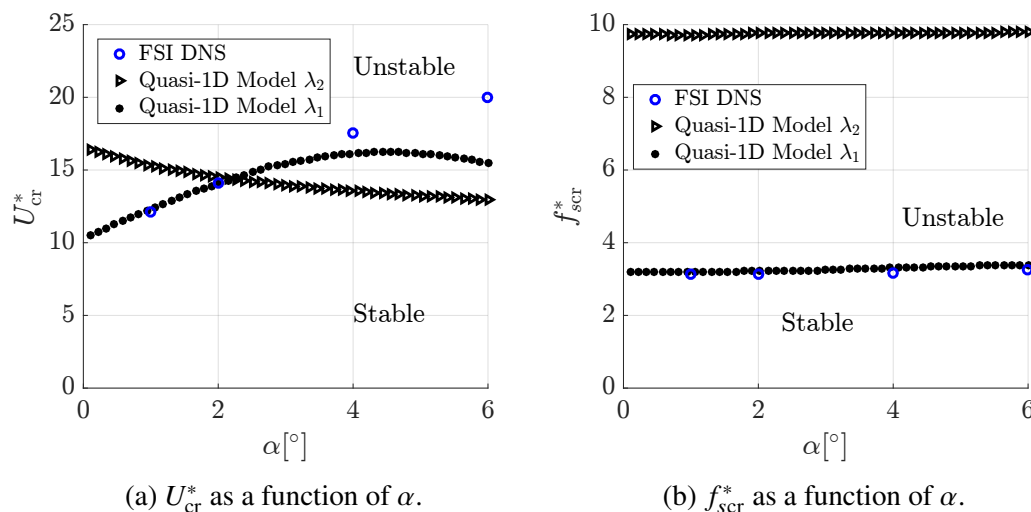 25
20
15
10
5
0
0
2
4
6
U*cr
α[°]
FSI DNS
Quasi-1D Model λ2
Quasi-1D Model λ1
Unstable
Stable
(a) U*cr as a function of α.
10
8
6
4
2
0
0
2
4
6
f*scr
α[°]
FSI DNS
Quasi-1D Model λ2
Quasi-1D Model λ1
Unstable
Stable
(b) f*scr as a function of α.